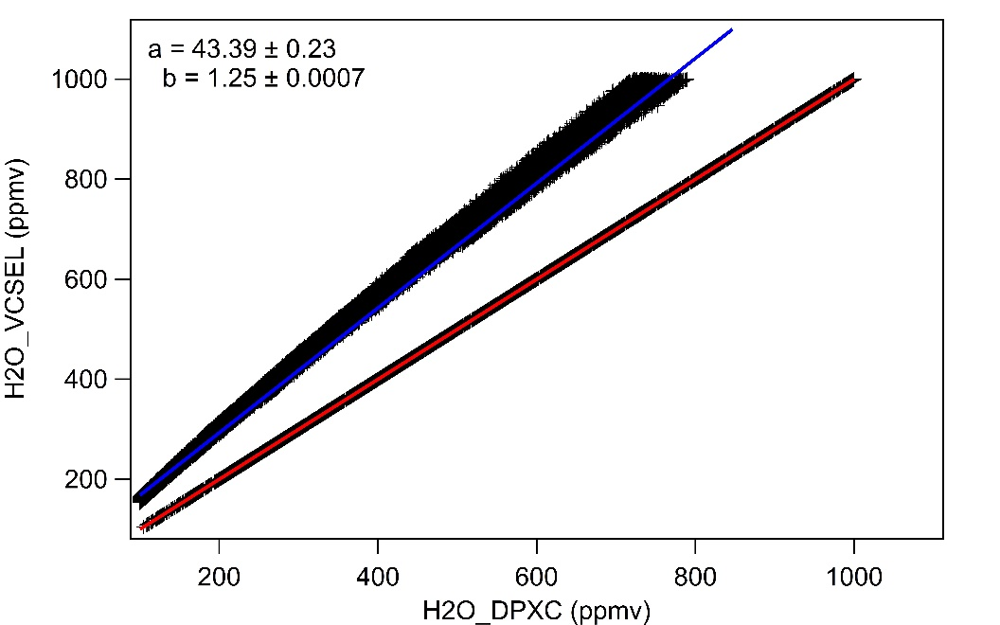 a = 43.39 ± 0.23
b = 1.25 ± 0.0007
1000
800
600
400
200
H2O_VCSEL (ppmv)
200 400 600 800 1000
H2O_DPXC (ppmv)